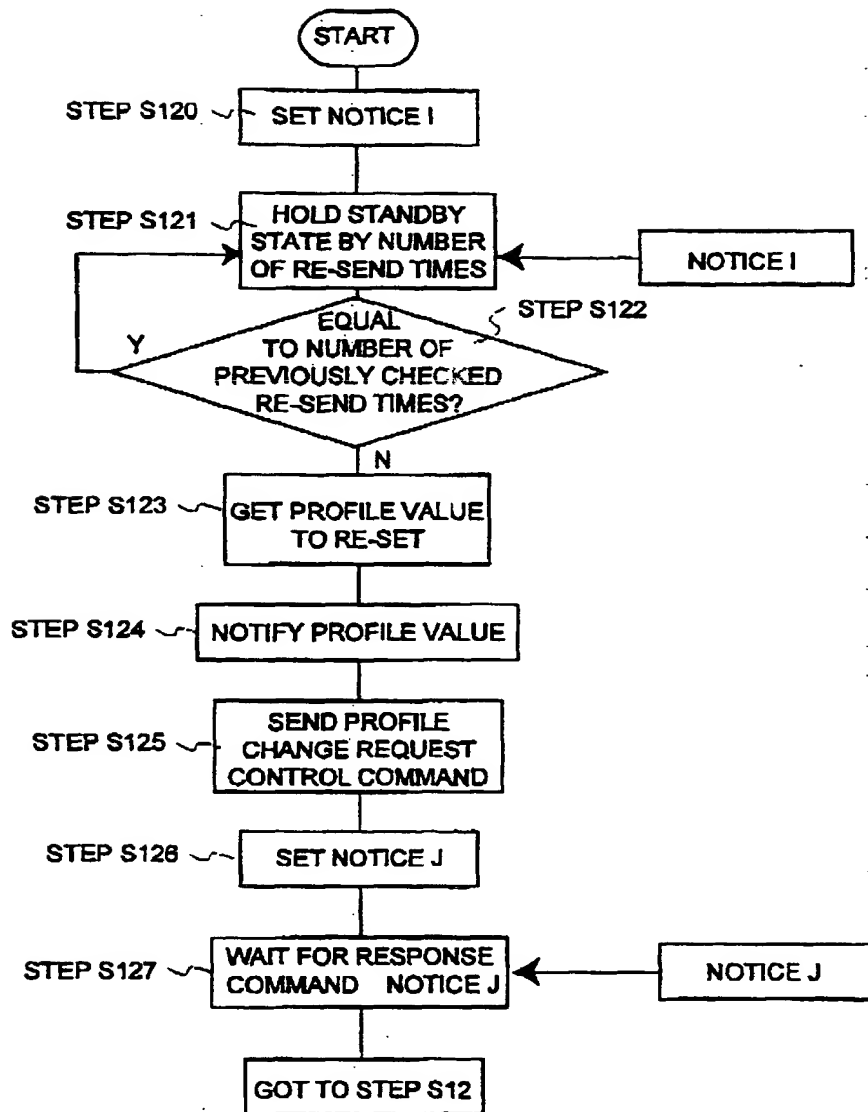 START
STEP S120
SET NOTICE I
STEP S121
HOLD STANDBY
STATE BY NUMBER
OF RE-SEND TIMES
NOTICE I
STEP S122
EQUAL
TO NUMBER OF
PREVIOUSLY CHECKED
RE-SEND TIMES?
Y
N
STEP S123
GET PROFILE VALUE
TO RE-SET
STEP S124
NOTIFY PROFILE VALUE
STEP S125
SEND PROFILE
CHANGE REQUEST
CONTROL COMMAND
STEP S126
SET NOTICE J
STEP S127
WAIT FOR RESPONSE
COMMAND NOTICE J
NOTICE J
GOT TO STEP S12